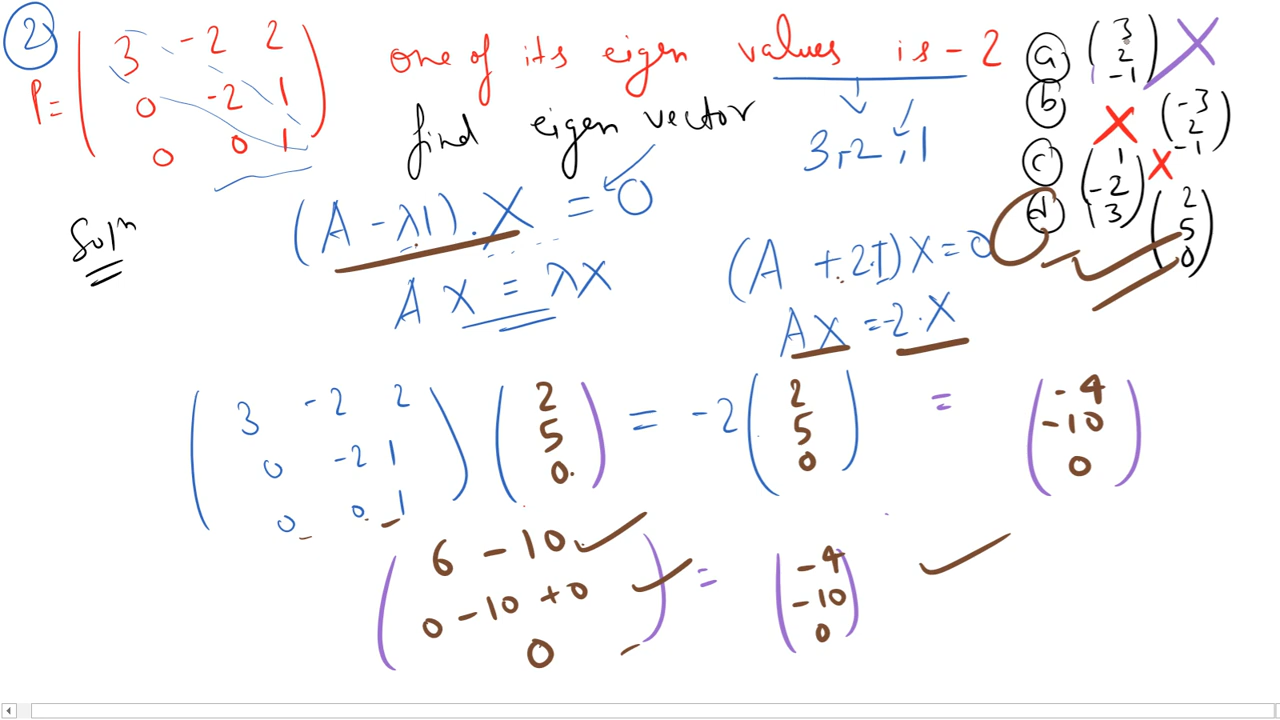 2
P = ( 3 -2 2
0 -2 1
0 0 1 )
one of its eigen values is -2
find eigen vector
3, -2, 1
a ( 3 2 -1 )
b ( -3 2 -1 )
c ( 1 -2 3 )
d ( 2 5 0 )
Solⁿ
(A - λI) . X = 0
A X = λX
(A + 2.I) X = 0
AX = -2 . X
( 3 -2 2
0 -2 1
0 0 1 ) ( 2 5 0 ) = -2 ( 2 5 0 ) = ( -4 -10 0 )
( 6 - 10
0 - 10 + 0
0 ) = ( -4 -10 0 )